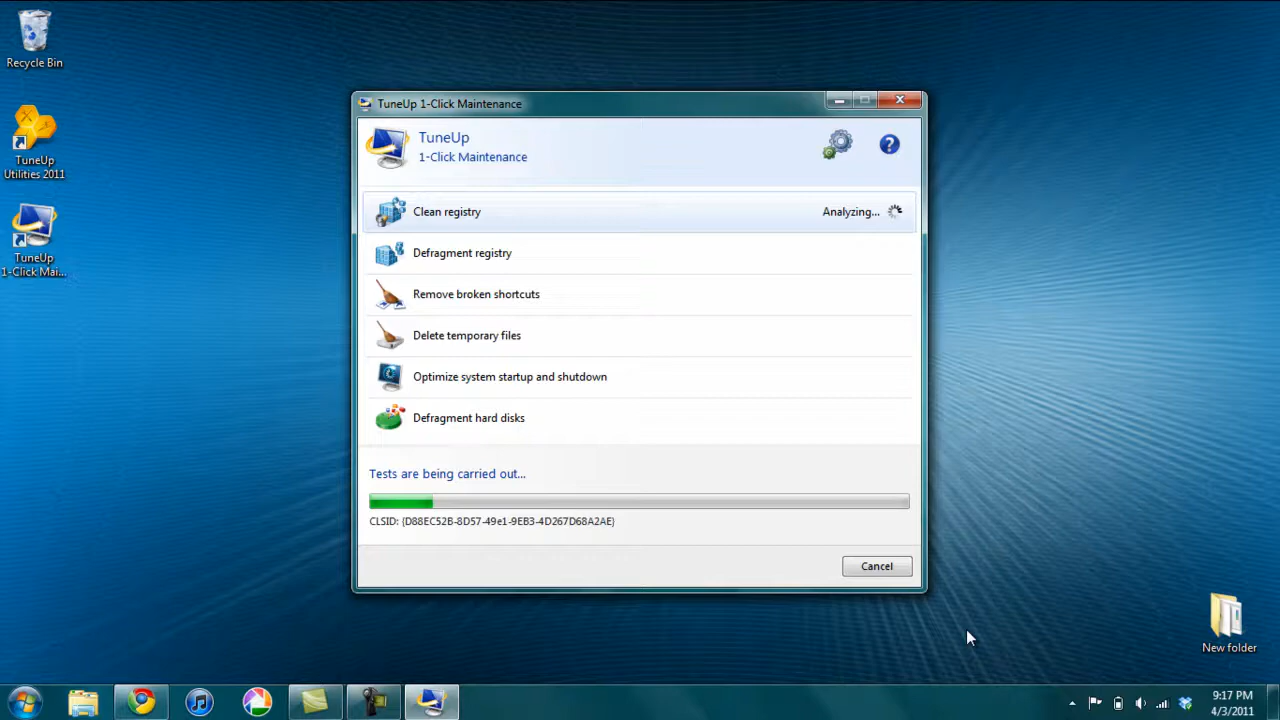 Recycle Bin
TuneUp
Utilities 2011
TuneUp
1-Click Mai...
TuneUp 1-Click Maintenance
TuneUp
1-Click Maintenance
Clean registry
Analyzing...
Defragment registry
Remove broken shortcuts
Delete temporary files
Optimize system startup and shutdown
Defragment hard disks
Tests are being carried out...
CLSID: {D88EC52B-8D57-49e1-9EB3-4D267D68A2AE}
Cancel
New folder
9:17 PM
4/3/2011